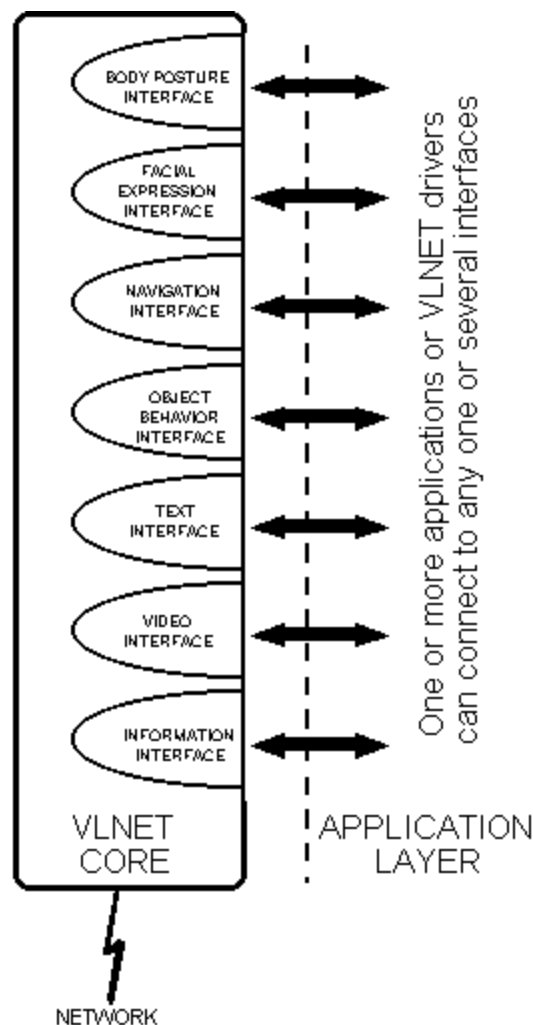 BODY POSTURE
INTERFACE
FACIAL
EXPRESSION
INTERFACE
NAVIGATION
INTERFACE
OBJECT
BEHAVIOR
INTERFACE
TEXT
INTERFACE
VIDEO
INTERFACE
INFORMATION
INTERFACE
VLNET
CORE
APPLICATION
LAYER
One or more applications or VLNET drivers
can connect to any one or several interfaces
NETWORK